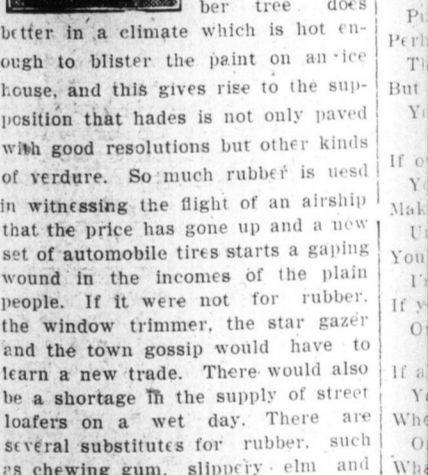 ber tree does
better in a climate which is hot en-
ough to blister the paint on an ice
house, and this gives rise to the sup-
position that hades is not only paved
with good resolutions but other kinds
of verdure. So much rubber is uesd
in witnessing the flight of an airship
that the price has gone up and a new
set of automobile tires starts a gaping
wound in the incomes of the plain
people. If it were not for rubber.
the window trimmer, the star gazer
and the town gossip would have to
learn a new trade. There would also
be a shortage in the supply of street
loafers on a wet day. There are
several substitutes for rubber. such
as chewing gum, slippery elm and
But
If
You
If
If